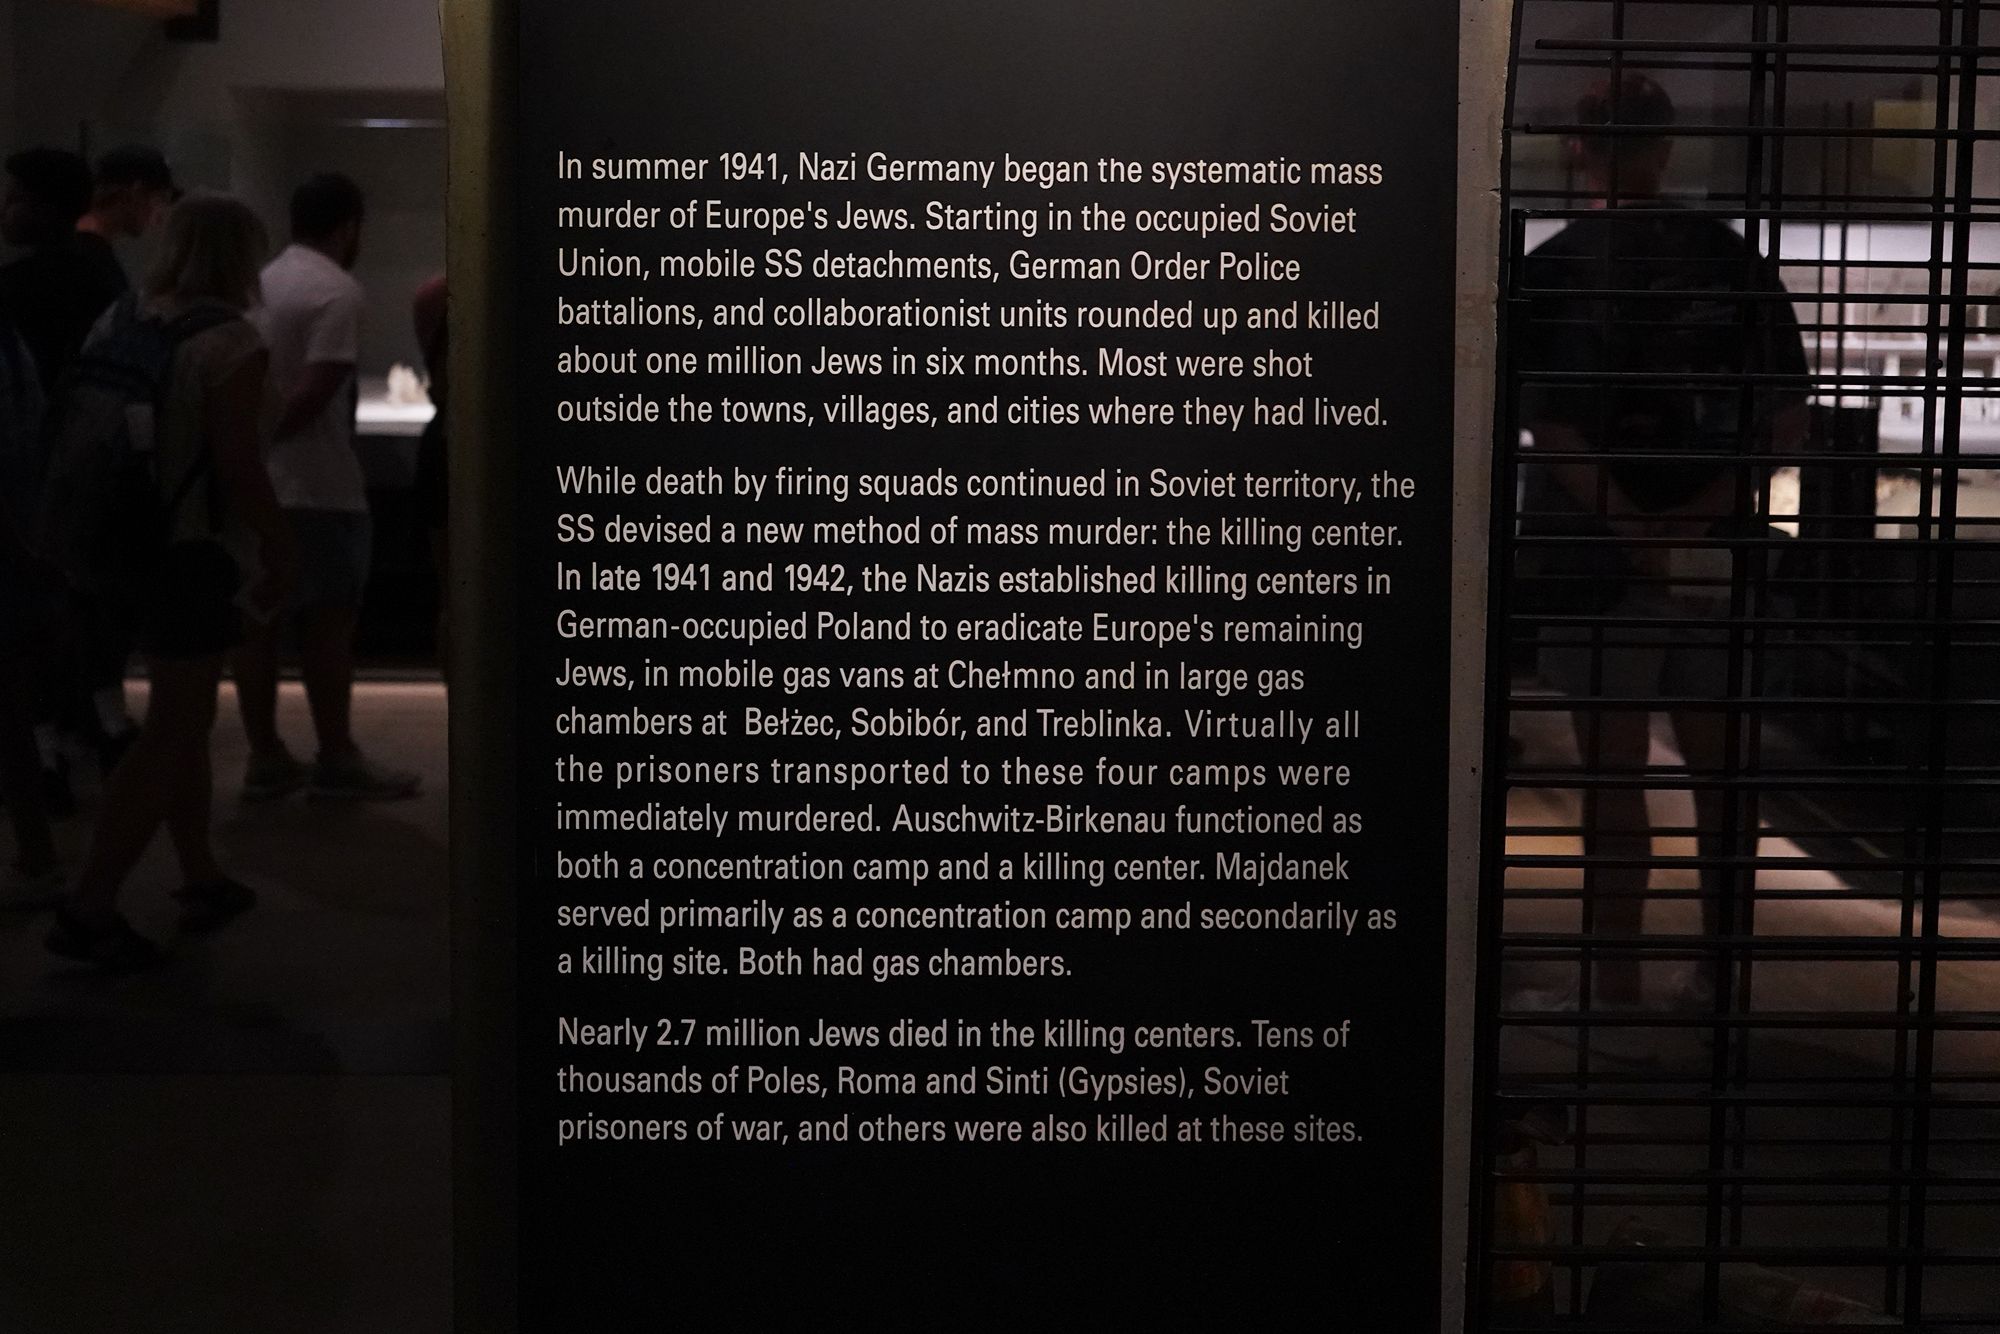 In summer 1941, Nazi Germany began the systematic mass
murder of Europe's Jews. Starting in the occupied Soviet
Union, mobile SS detachments, German Order Police
battalions, and collaborationist units rounded up and killed
about one million Jews in six months. Most were shot
outside the towns, villages, and cities where they had lived.
While death by firing squads continued in Soviet territory, the
SS devised a new method of mass murder: the killing center.
In late 1941 and 1942, the Nazis established killing centers in
German-occupied Poland to eradicate Europe's remaining
Jews, in mobile gas vans at Chełmno and in large gas
chambers at Bełżec, Sobibór, and Treblinka. Virtually all
the prisoners transported to these four camps were
immediately murdered. Auschwitz-Birkenau functioned as
both a concentration camp and a killing center. Majdanek
served primarily as a concentration camp and secondarily as
a killing site. Both had gas chambers.
Nearly 2.7 million Jews died in the killing centers. Tens of
thousands of Poles, Roma and Sinti (Gypsies), Soviet
prisoners of war, and others were also killed at these sites.